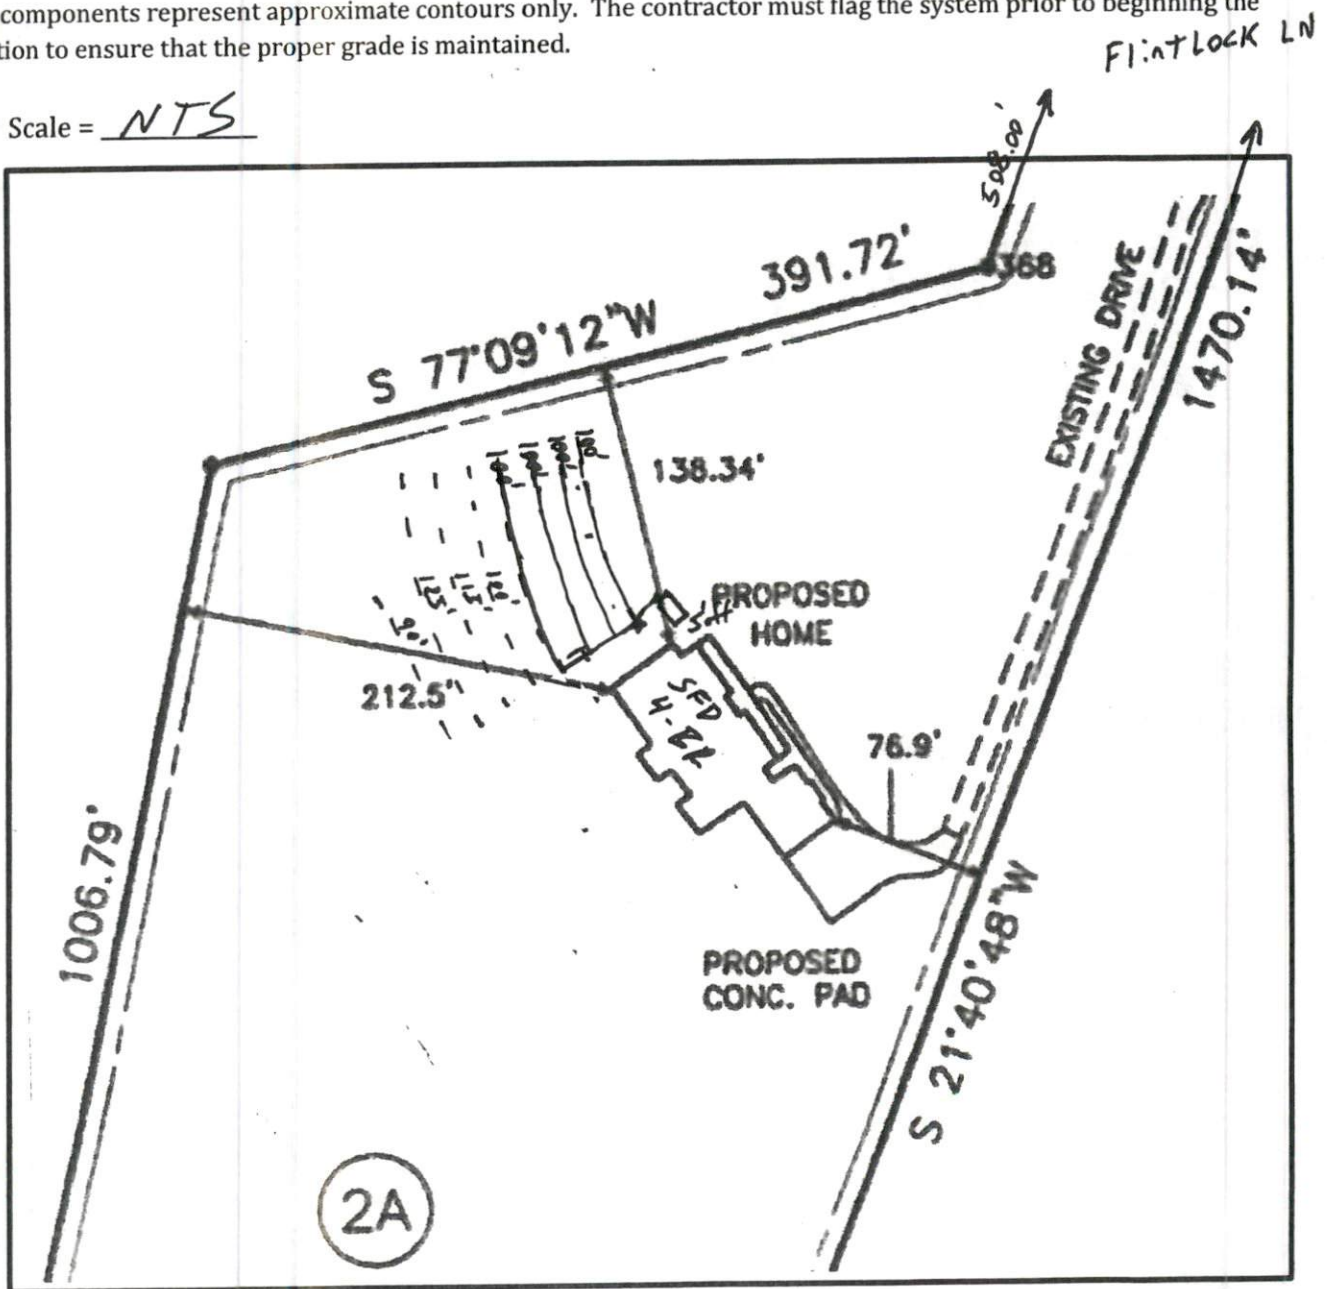 components represent approximate contours only. The contractor must flag the system prior to beginning the
tion to ensure that the proper grade is maintained.
FlintLock LN
Scale = NTS
508.00'
391.72'
368
S 77°09'12"W
EXISTING DRIVE
1470.14'
138.34'
PROPOSED
HOME
5ft
212.5'
SFD
4-BR
76.9'
1006.79'
PROPOSED
CONC. PAD
S 21°40'48"W
2A